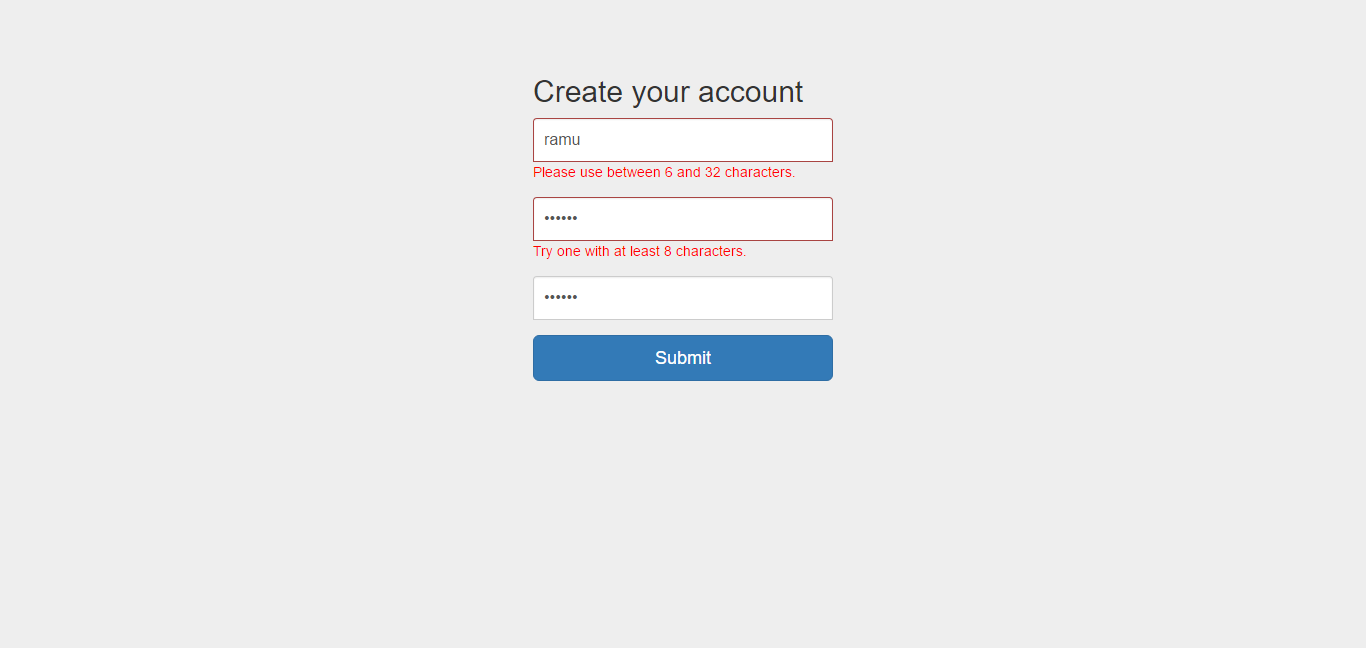 Create your account
ramu
Please use between 6 and 32 characters.
••••••
Try one with at least 8 characters.
••••••
Submit